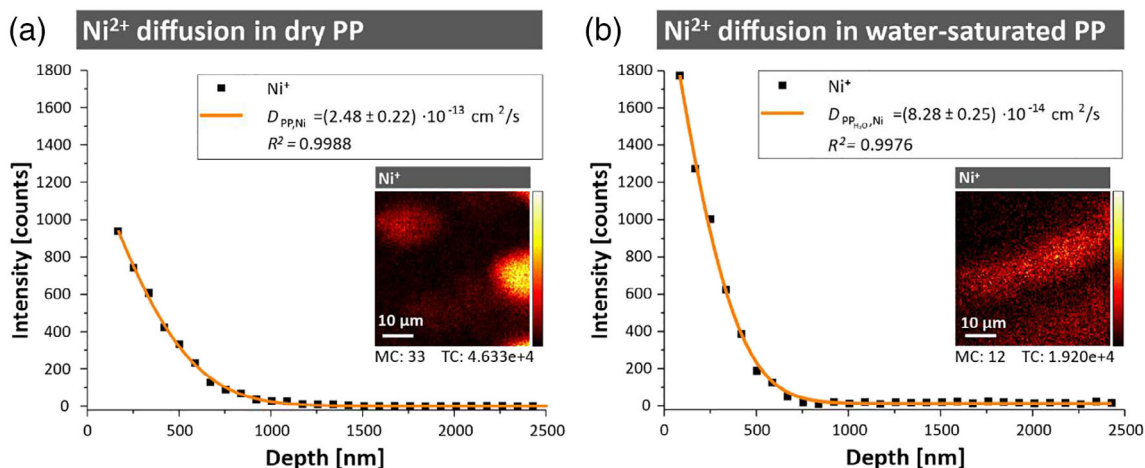 (a) Ni²⁺ diffusion in dry PP
1800
1600
1400
1200
1000
800
600
400
200
0
Intensity [counts]
Ni⁺
D PP,Ni =(2.48 ± 0.22) ·10⁻¹³ cm²/s
R² = 0.9988
Ni⁺
10 µm
MC: 33 TC: 4.633e+4
0 500 1000 1500 2000 2500
Depth [nm]
(b) Ni²⁺ diffusion in water-saturated PP
1800
1600
1400
1200
1000
800
600
400
200
0
Intensity [counts]
Ni⁺
D PP_H₂O,Ni =(8.28 ± 0.25) ·10⁻¹⁴ cm²/s
R² = 0.9976
Ni⁺
10 µm
MC: 12 TC: 1.920e+4
0 500 1000 1500 2000 2500
Depth [nm]